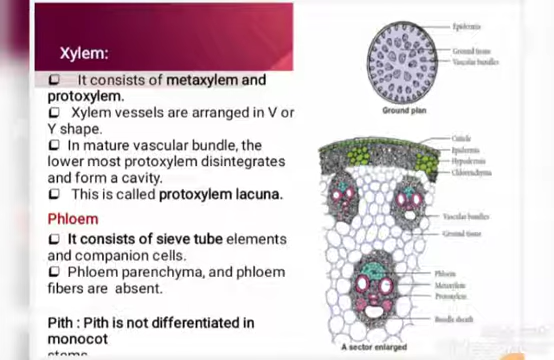 Xylem:
❑ It consists of metaxylem and
protoxylem.
❑ Xylem vessels are arranged in V or
Y shape.
❑ In mature vascular bundle, the
lower most protoxylem disintegrates
and form a cavity.
❑ This is called protoxylem lacuna.
Phloem
❑ It consists of sieve tube elements
and companion cells.
❑ Phloem parenchyma, and phloem
fibers are absent.
Pith : Pith is not differentiated in
monocot
stems
Epidermis
Ground tissue
Vascular bundles
Ground plan
Cuticle
Epidermis
Hypodermis
Chlorenchyma
Vascular bundles
Ground tissue
Phloem
Metaxylem
Protoxylem
Bundle sheath
A sector enlarged